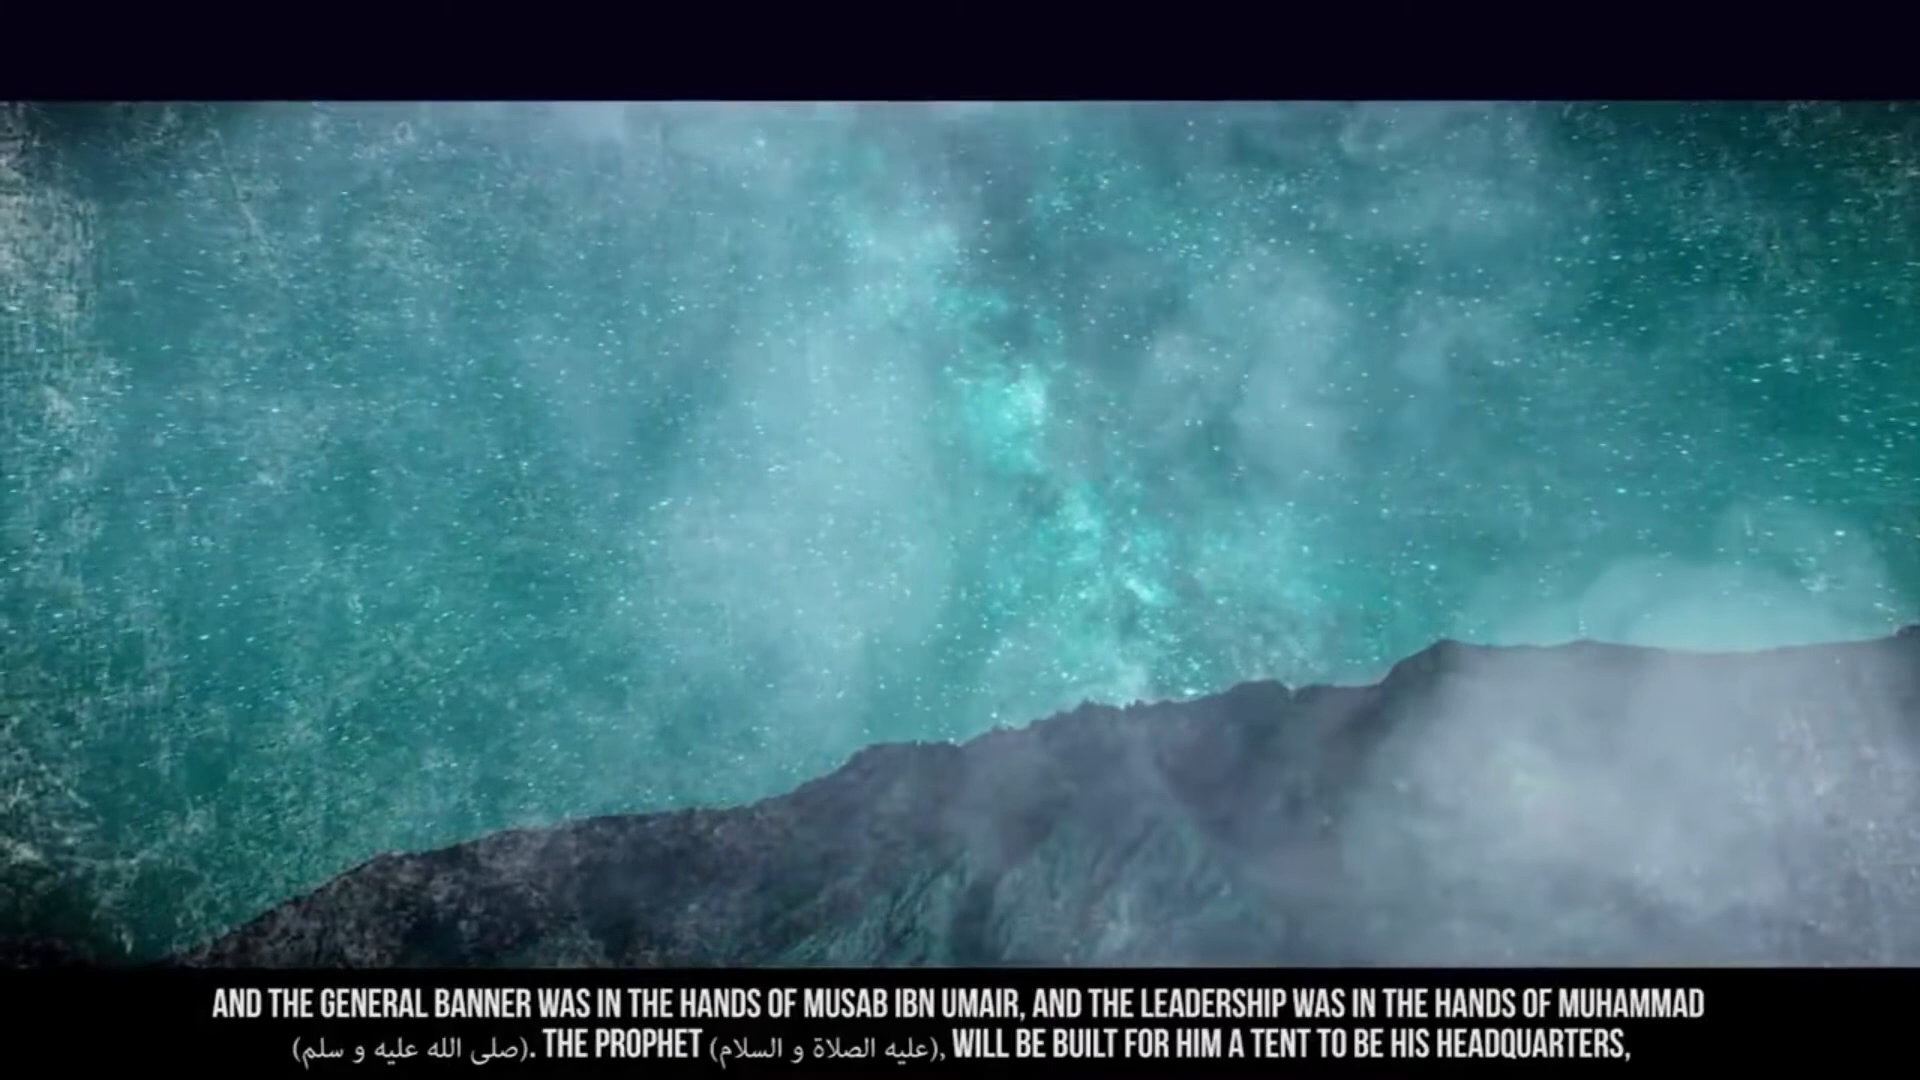 AND THE GENERAL BANNER WAS IN THE HANDS OF MUSAB IBN UMAIR, AND THE LEADERSHIP WAS IN THE HANDS OF MUHAMMAD
(صلى الله عليه و سلم). THE PROPHET (عليه الصلاة و السلام), WILL BE BUILT FOR HIM A TENT TO BE HIS HEADQUARTERS,